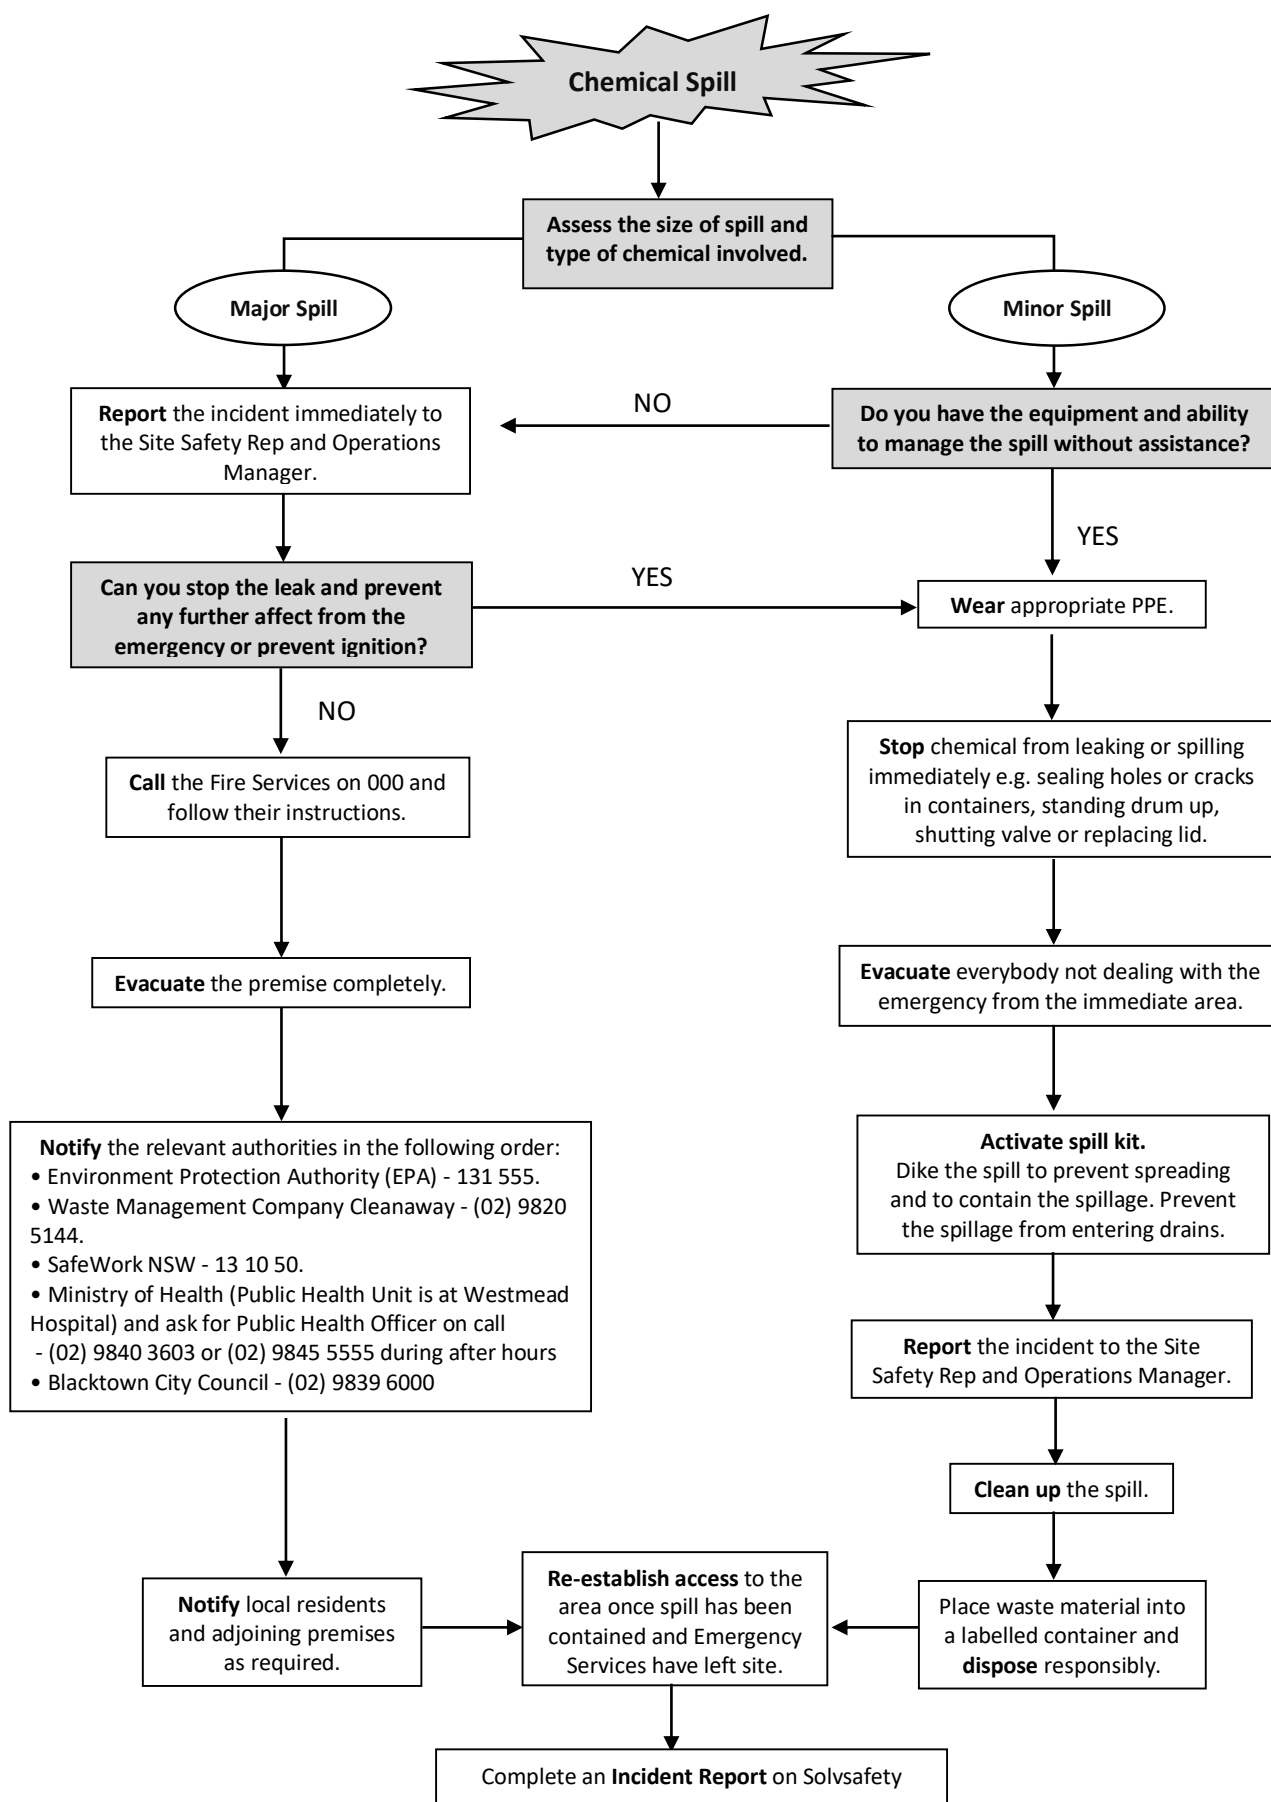 Chemical Spill
Assess the size of spill and
type of chemical involved.
Major Spill
Minor Spill
Report the incident immediately to
the Site Safety Rep and Operations
Manager.
NO
Do you have the equipment and ability
to manage the spill without assistance?
YES
Can you stop the leak and prevent
any further affect from the
emergency or prevent ignition?
YES
Wear appropriate PPE.
NO
Call the Fire Services on 000 and
follow their instructions.
Stop chemical from leaking or spilling
immediately e.g. sealing holes or cracks
in containers, standing drum up,
shutting valve or replacing lid.
Evacuate the premise completely.
Evacuate everybody not dealing with the
emergency from the immediate area.
Notify the relevant authorities in the following order:
• Environment Protection Authority (EPA) - 131 555.
• Waste Management Company Cleanaway - (02) 9820
5144.
• SafeWork NSW - 13 10 50.
• Ministry of Health (Public Health Unit is at Westmead
Hospital) and ask for Public Health Officer on call
- (02) 9840 3603 or (02) 9845 5555 during after hours
• Blacktown City Council - (02) 9839 6000
Activate spill kit.
Dike the spill to prevent spreading
and to contain the spillage. Prevent
the spillage from entering drains.
Report the incident to the Site
Safety Rep and Operations Manager.
Clean up the spill.
Notify local residents
and adjoining premises
as required.
Re-establish access to the
area once spill has been
contained and Emergency
Services have left site.
Place waste material into
a labelled container and
dispose responsibly.
Complete an Incident Report on Solvsafety